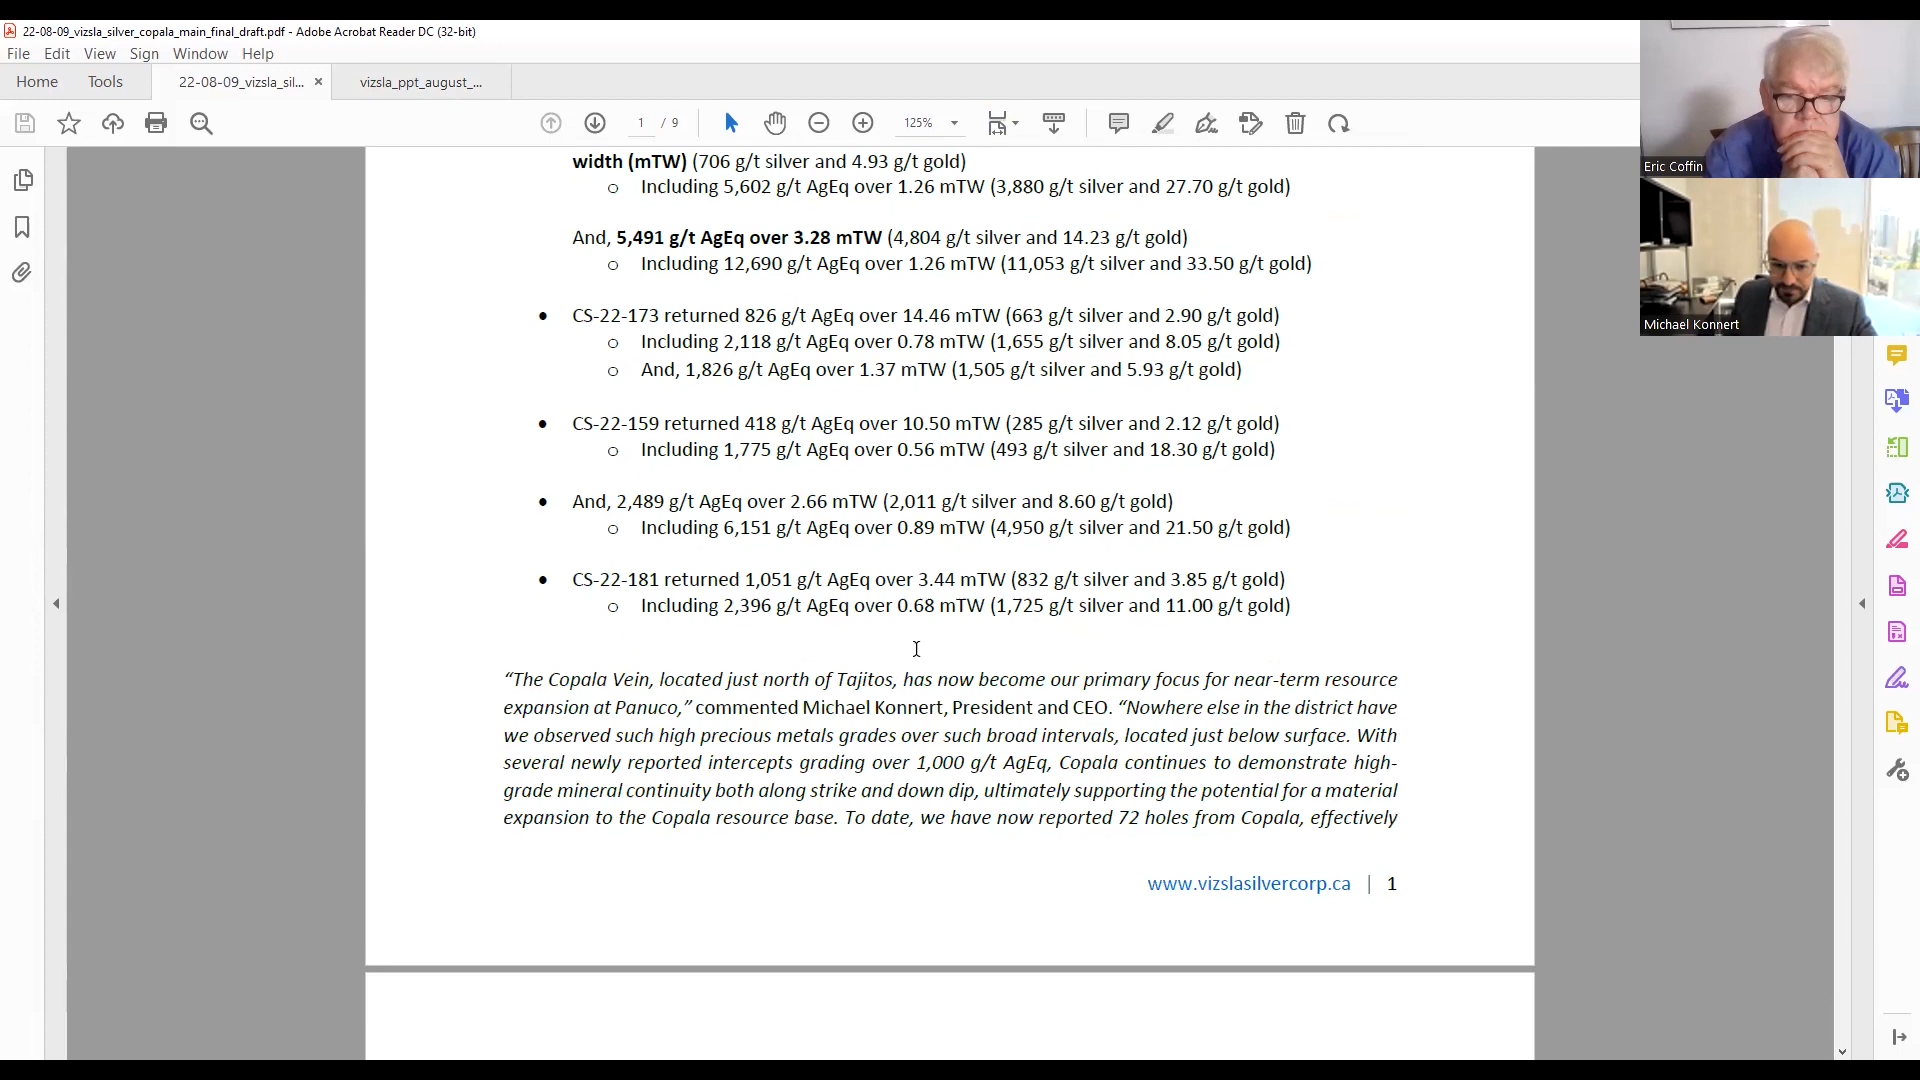 22-08-09_vizsla_silver_copala_main_final_draft.pdf - Adobe Acrobat Reader DC (32-bit)
File Edit View Sign Window Help
Home Tools 22-08-09_vizsla_sil... × vizsla_ppt_august_...
1 / 9 125%
width (mTW) (706 g/t silver and 4.93 g/t gold)
o Including 5,602 g/t AgEq over 1.26 mTW (3,880 g/t silver and 27.70 g/t gold)
And, 5,491 g/t AgEq over 3.28 mTW (4,804 g/t silver and 14.23 g/t gold)
o Including 12,690 g/t AgEq over 1.26 mTW (11,053 g/t silver and 33.50 g/t gold)
• CS-22-173 returned 826 g/t AgEq over 14.46 mTW (663 g/t silver and 2.90 g/t gold)
o Including 2,118 g/t AgEq over 0.78 mTW (1,655 g/t silver and 8.05 g/t gold)
o And, 1,826 g/t AgEq over 1.37 mTW (1,505 g/t silver and 5.93 g/t gold)
• CS-22-159 returned 418 g/t AgEq over 10.50 mTW (285 g/t silver and 2.12 g/t gold)
o Including 1,775 g/t AgEq over 0.56 mTW (493 g/t silver and 18.30 g/t gold)
• And, 2,489 g/t AgEq over 2.66 mTW (2,011 g/t silver and 8.60 g/t gold)
o Including 6,151 g/t AgEq over 0.89 mTW (4,950 g/t silver and 21.50 g/t gold)
• CS-22-181 returned 1,051 g/t AgEq over 3.44 mTW (832 g/t silver and 3.85 g/t gold)
o Including 2,396 g/t AgEq over 0.68 mTW (1,725 g/t silver and 11.00 g/t gold)
“The Copala Vein, located just north of Tajitos, has now become our primary focus for near-term resource
expansion at Panuco,” commented Michael Konnert, President and CEO. “Nowhere else in the district have
we observed such high precious metals grades over such broad intervals, located just below surface. With
several newly reported intercepts grading over 1,000 g/t AgEq, Copala continues to demonstrate high-
grade mineral continuity both along strike and down dip, ultimately supporting the potential for a material
expansion to the Copala resource base. To date, we have now reported 72 holes from Copala, effectively
www.vizslasilvercorp.ca | 1
Eric Coffin
Michael Konnert